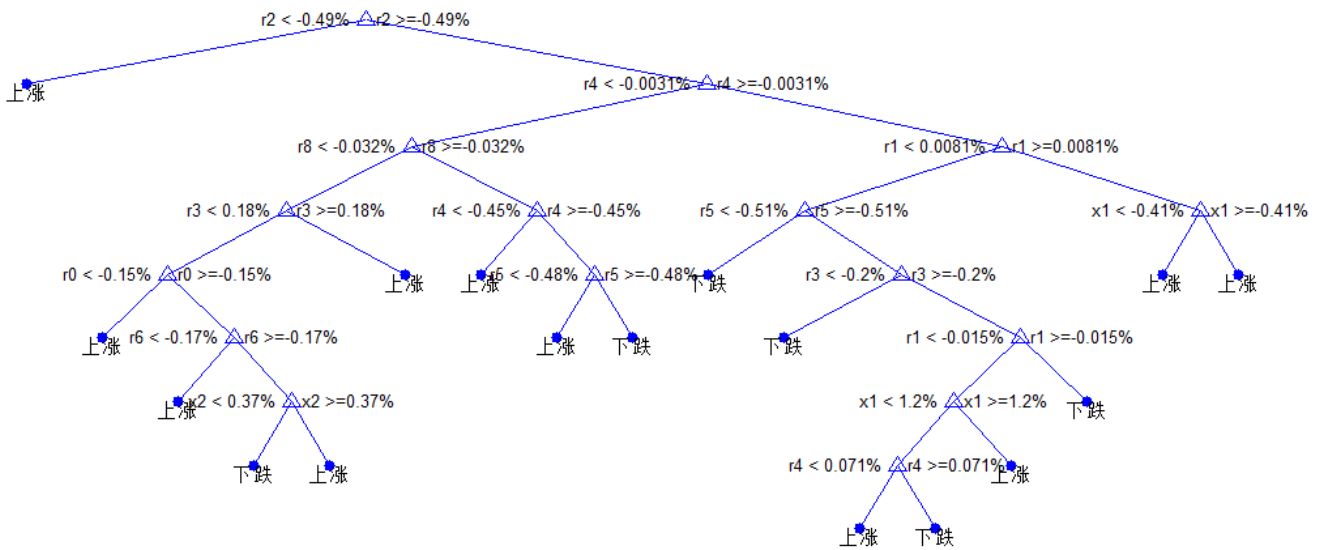 r2 < -0.49% r2 >=-0.49%
上涨 r4 < -0.0031% r4 >=-0.0031%
r8 < -0.032% r8 >=-0.032% r1 < 0.0081% r1 >=0.0081%
r3 < 0.18% r3 >=0.18% r4 < -0.45% r4 >=-0.45% r5 < -0.51% r5 >=-0.51% x1 < -0.41% x1 >=-0.41%
r0 < -0.15% r0 >=-0.15% 上涨 上涨 r5 < -0.48% r5 >=-0.48% 下跌 r3 < -0.2% r3 >=-0.2% 上涨 上涨
上涨 r6 < -0.17% r6 >=-0.17% 上涨 下跌 下跌 r1 < -0.015% r1 >=-0.015%
上涨 x2 < 0.37% x2 >=0.37% x1 < 1.2% x1 >=1.2% 下跌
下跌 上涨 r4 < 0.071% r4 >=0.071% 上涨
上涨 下跌